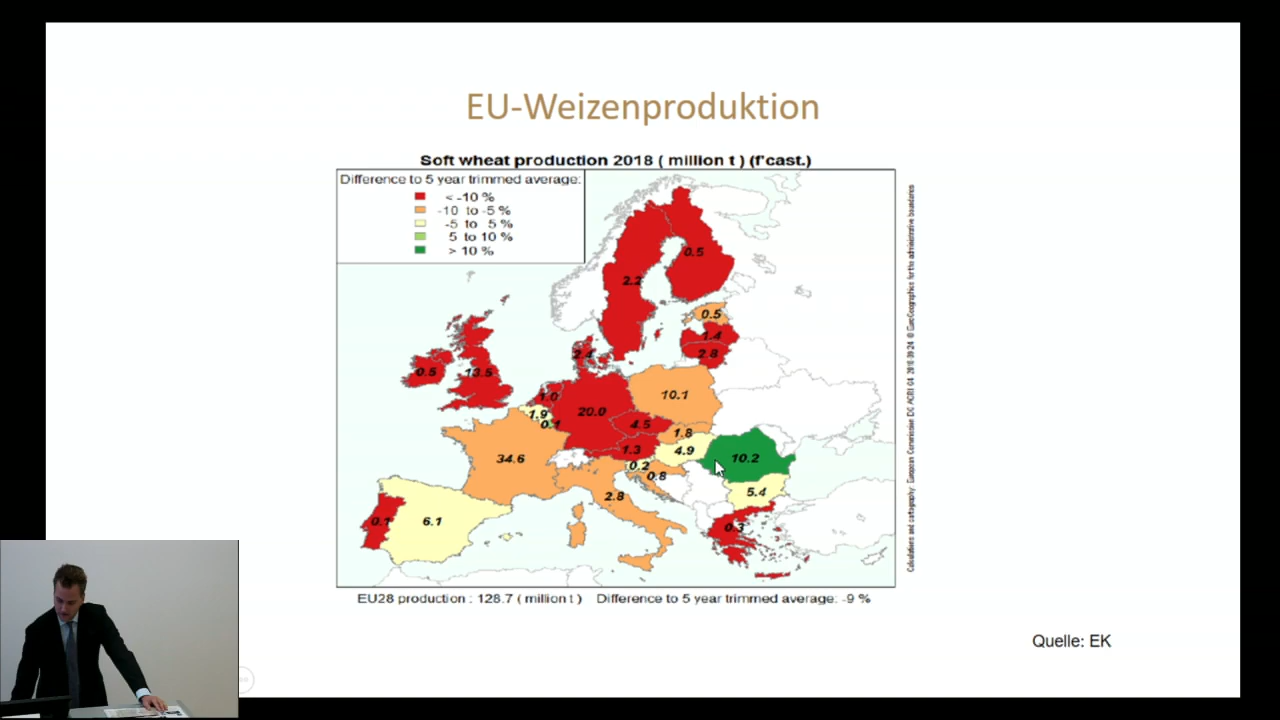 EU-Weizenproduktion
Soft wheat production 2018 ( million t ) (f'cast.)
Difference to 5 year trimmed average:
< -10 %
-10 to -5 %
-5 to 5 %
5 to 10 %
> 10 %
0.5
2.2
0.5
1.4
2.8
2.4
0.5
13.5
1.0
20.0
10.1
1.9
0.1
4.5
1.8
1.3
4.9
10.2
34.6
0.2
0.8
2.8
5.4
0.1
6.1
0.3
EU28 production : 128.7 ( million t ) Difference to 5 year trimmed average: -9 %
Quelle: EK